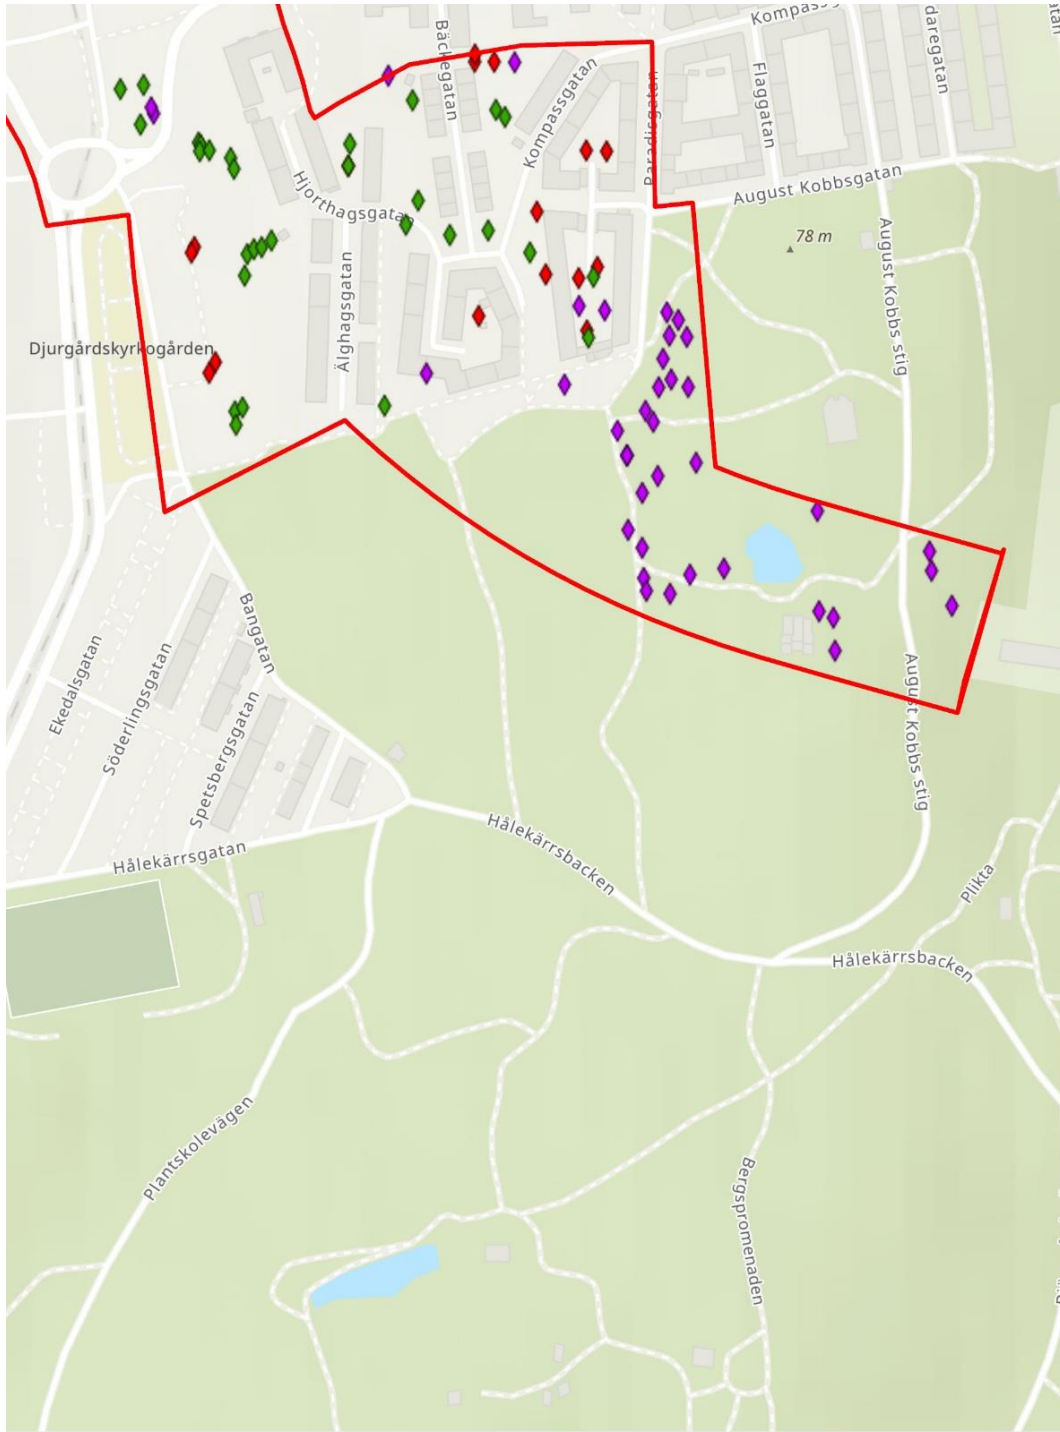 Kompassg
Bäckegatan
daregatan
Flaggatan
Kompassgatan
Paradisgatan
August Kobbsgatan
Hjorthagsgatan
78 m
August Kobbs stig
Älghagsgatan
Djurgårdskyrkogården
Bangatan
Ekedalsgatan
Söderlingsgatan
Spetsbergsgatan
August Kobbs stig
Hålekärrsgatan
Hålekärrsbacken
Plikta
Hålekärrsbacken
Plantskolevägen
Bergspromenaden